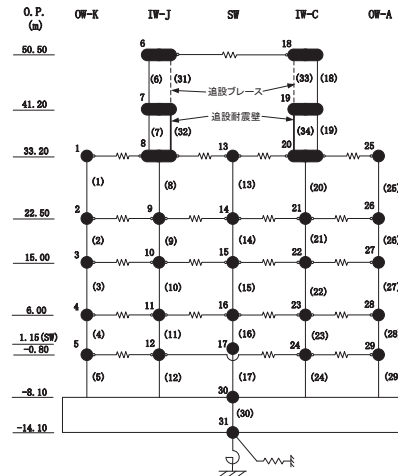 O.P. OW-K IW-J SW IW-C OW-A
(m)
50.50 6 18
(6) (31) (33) (18)
追設ブレース
41.20 7 19
追設耐震壁
(7) (32) (34) (19)
33.20 1 8 13 20 25
(1) (8) (13) (20) (25)
22.50 2 9 14 21 26
(2) (9) (14) (21) (26)
15.00 3 10 15 22 27
(3) (10) (15) (22) (27)
6.00 4 11 16 23 28
(4) (11) (16) (23) (28)
1.15(SW) 17
-0.80 5 12 24 29
(5) (12) (17) (24) (29)
-8.10 30
(30)
-14.10 31